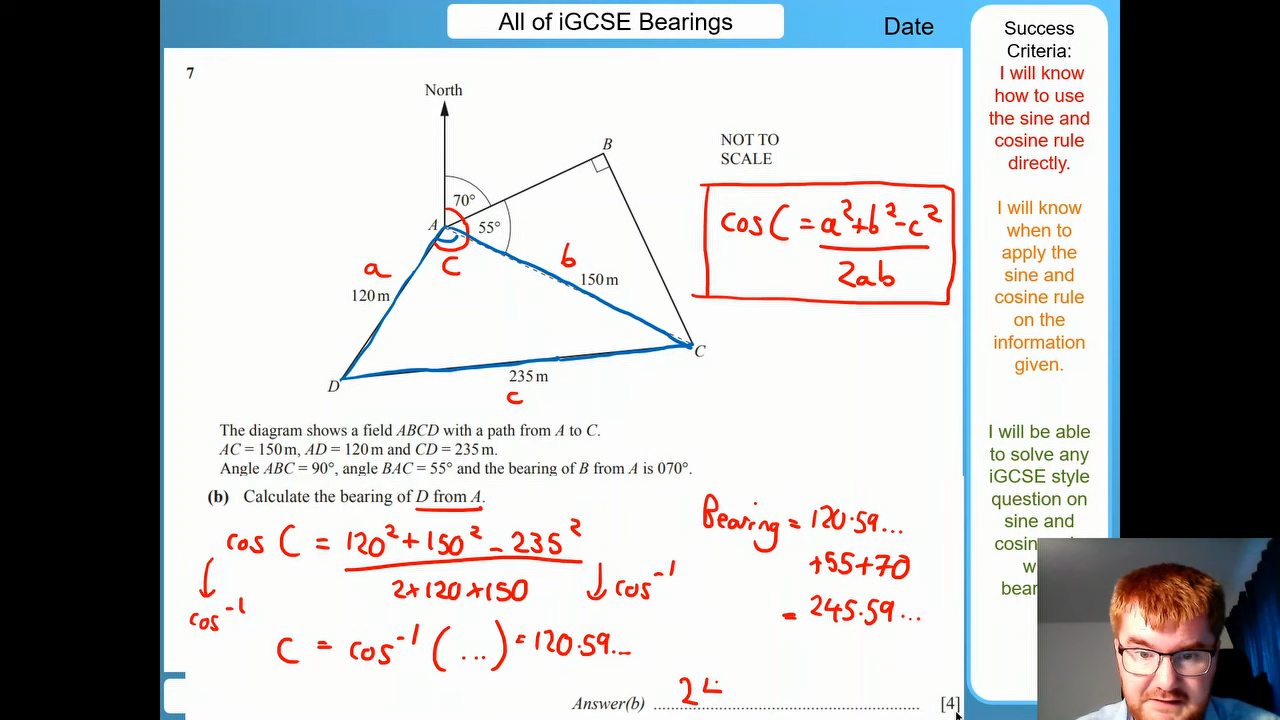 All of iGCSE Bearings
Date
Success
Criteria:
I will know
how to use
the sine and
cosine rule
directly.
I will know
when to
apply the
sine and
cosine rule
on the
information
given.
I will be able
to solve any
iGCSE style
question on
sine and
7
North
B
NOT TO
SCALE
70°
A
55°
cos C = a²+b²-c²
2ab
C
b
a
150 m
120 m
C
D
235 m
c
The diagram shows a field ABCD with a path from A to C.
AC = 150 m, AD = 120 m and CD = 235 m.
Angle ABC = 90°, angle BAC = 55° and the bearing of B from A is 070°.
(b) Calculate the bearing of D from A.
cos C = 120²+150²-235²
2×120×150
cos⁻¹
cos⁻¹
C = cos⁻¹(...) = 120.59...
Bearing = 120.59...
+55+70
= 245.59...
Answer(b) ........ 24 ........ [4]